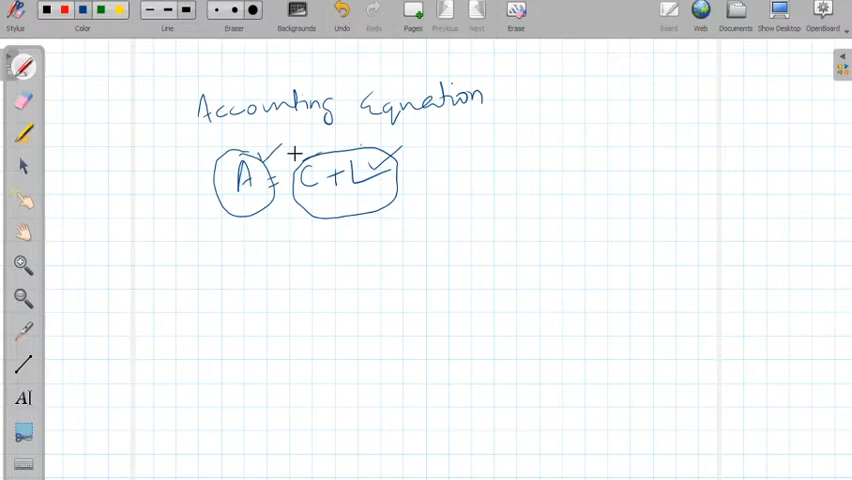 Stylus Color Line Eraser Backgrounds Undo Redo Pages Previous Next Erase Board Web Documents Show Desktop OpenBoard
Accounting Equation
A = C + L
A